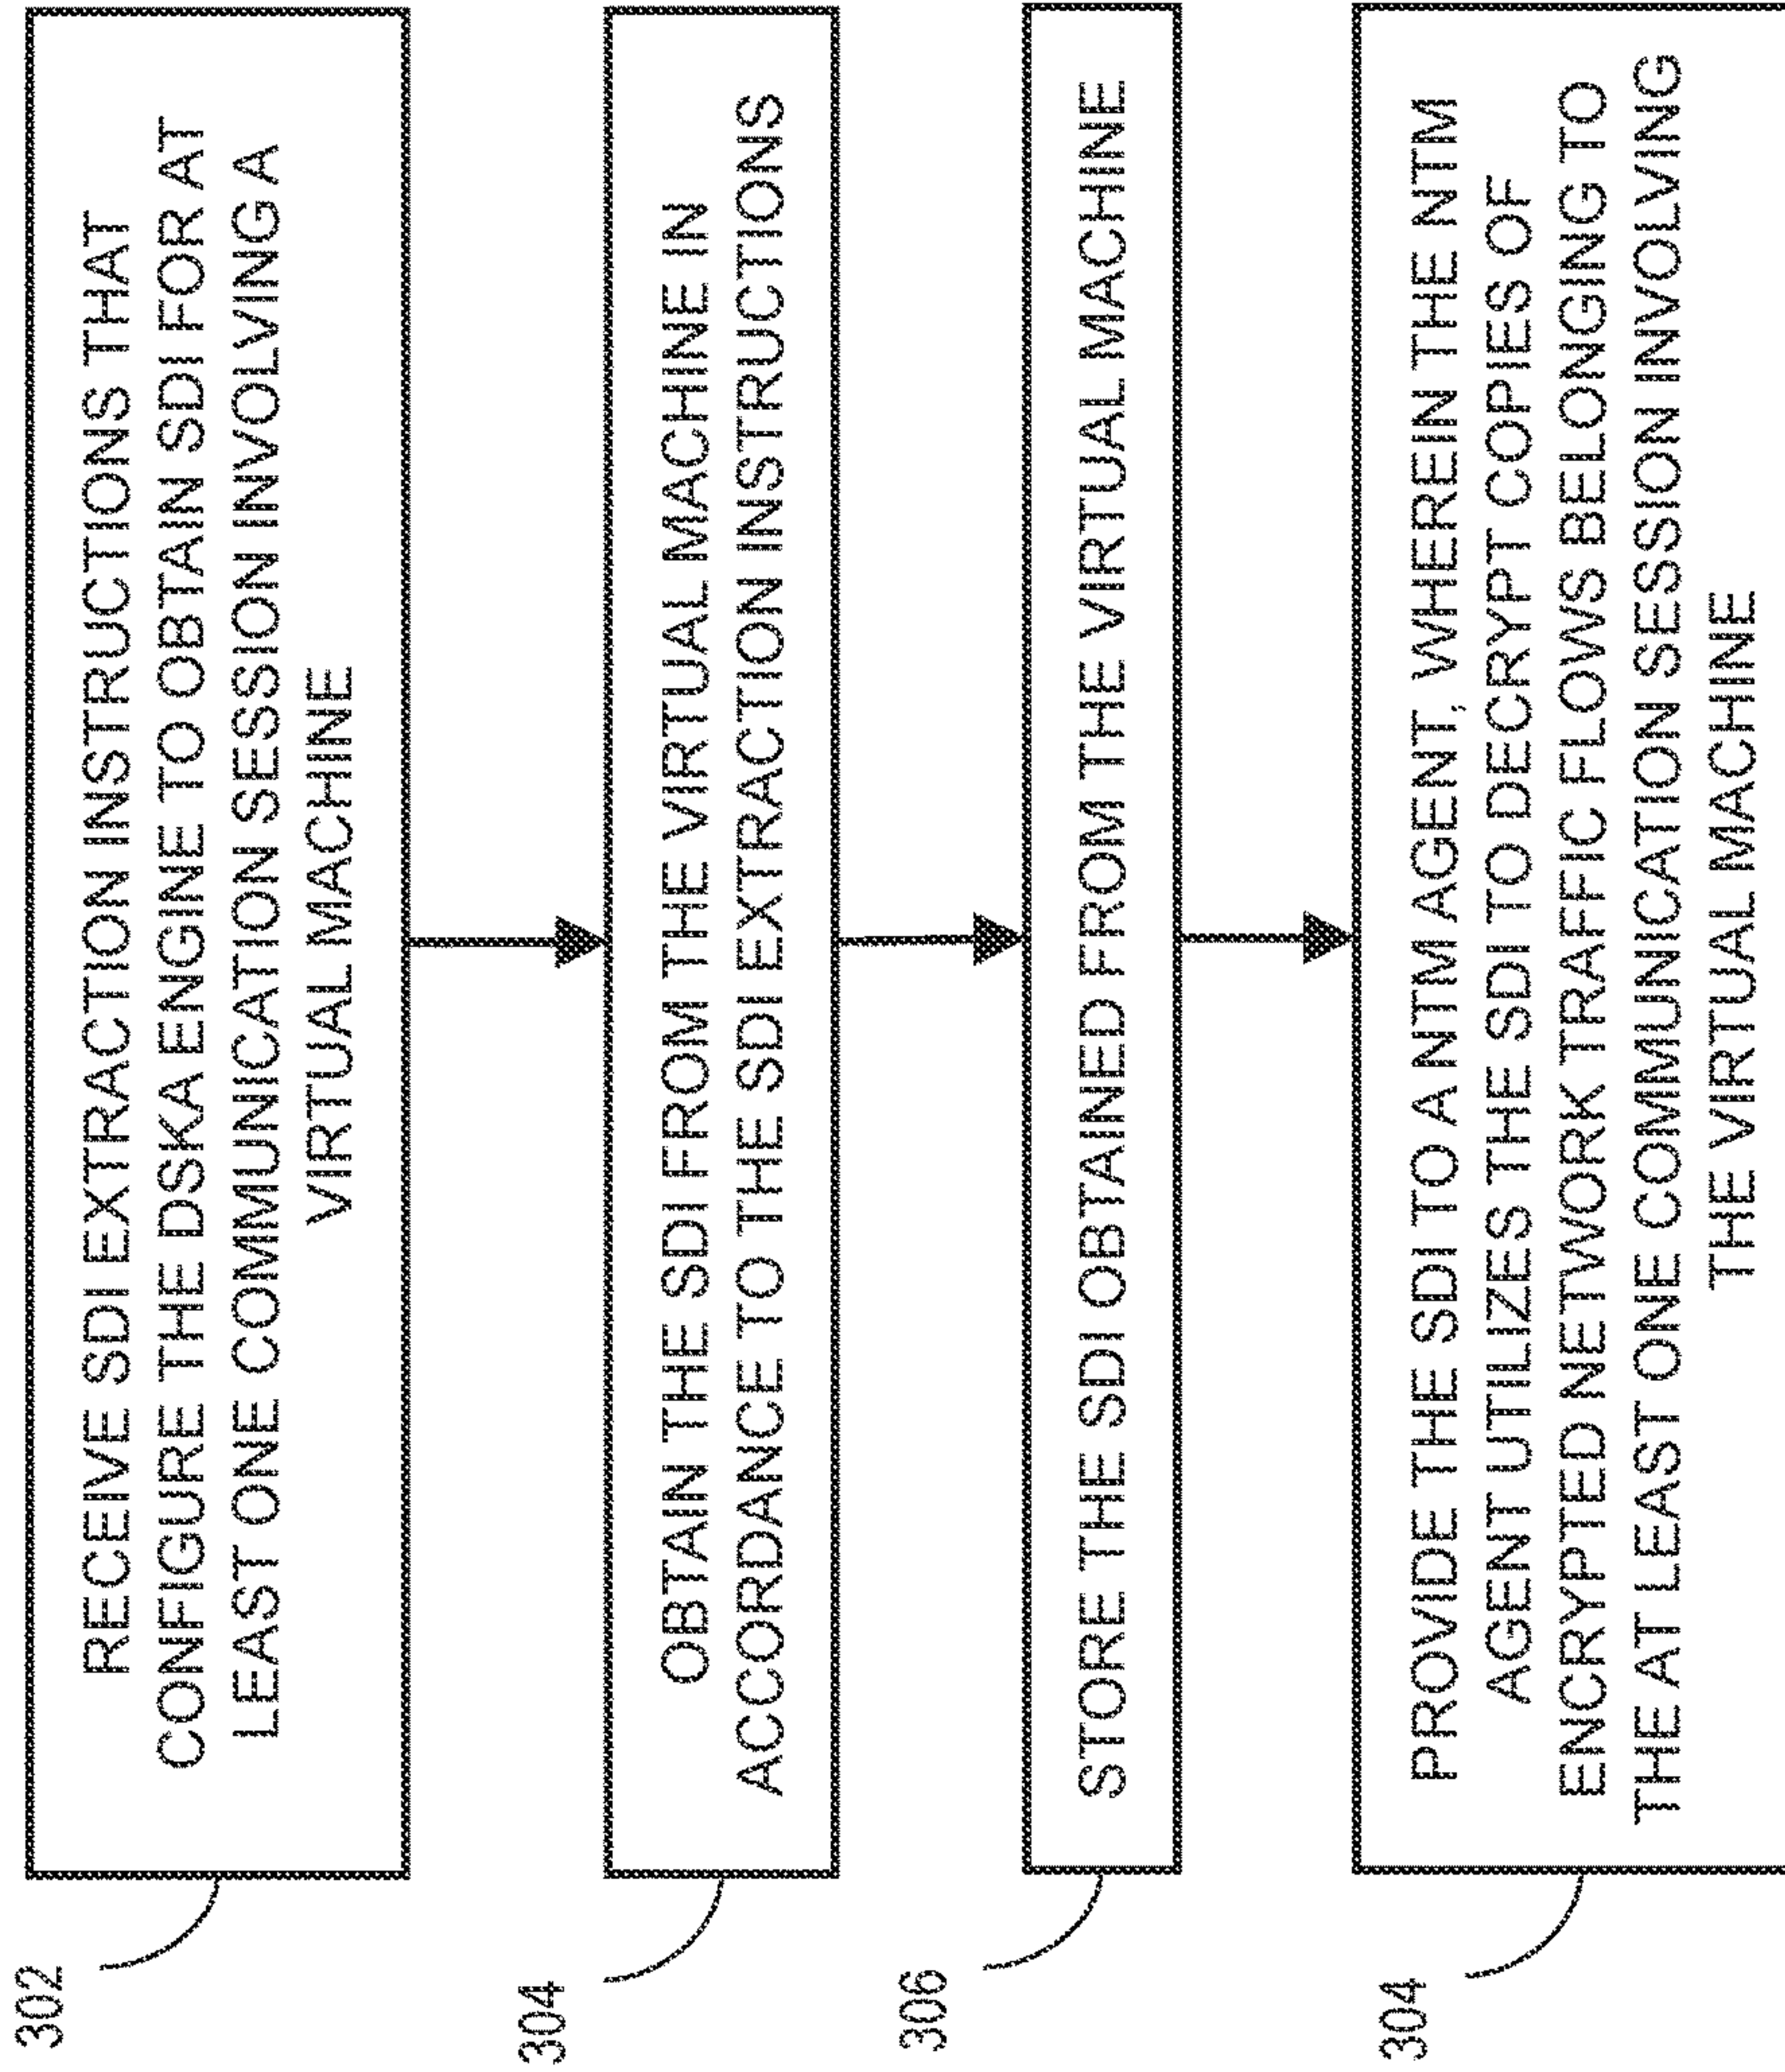 302
RECEIVE SDI EXTRACTION INSTRUCTIONS THAT
CONFIGURE THE DSKA ENGINE TO OBTAIN SDI FOR AT
LEAST ONE COMMUNICATION SESSION INVOLVING A
VIRTUAL MACHINE
304
OBTAIN THE SDI FROM THE VIRTUAL MACHINE IN
ACCORDANCE TO THE SDI EXTRACTION INSTRUCTIONS
306
STORE THE SDI OBTAINED FROM THE VIRTUAL MACHINE
304
PROVIDE THE SDI TO A NTM AGENT, WHEREIN THE NTM
AGENT UTILIZES THE SDI TO DECRYPT COPIES OF
ENCRYPTED NETWORK TRAFFIC FLOWS BELONGING TO
THE AT LEAST ONE COMMUNICATION SESSION INVOLVING
THE VIRTUAL MACHINE